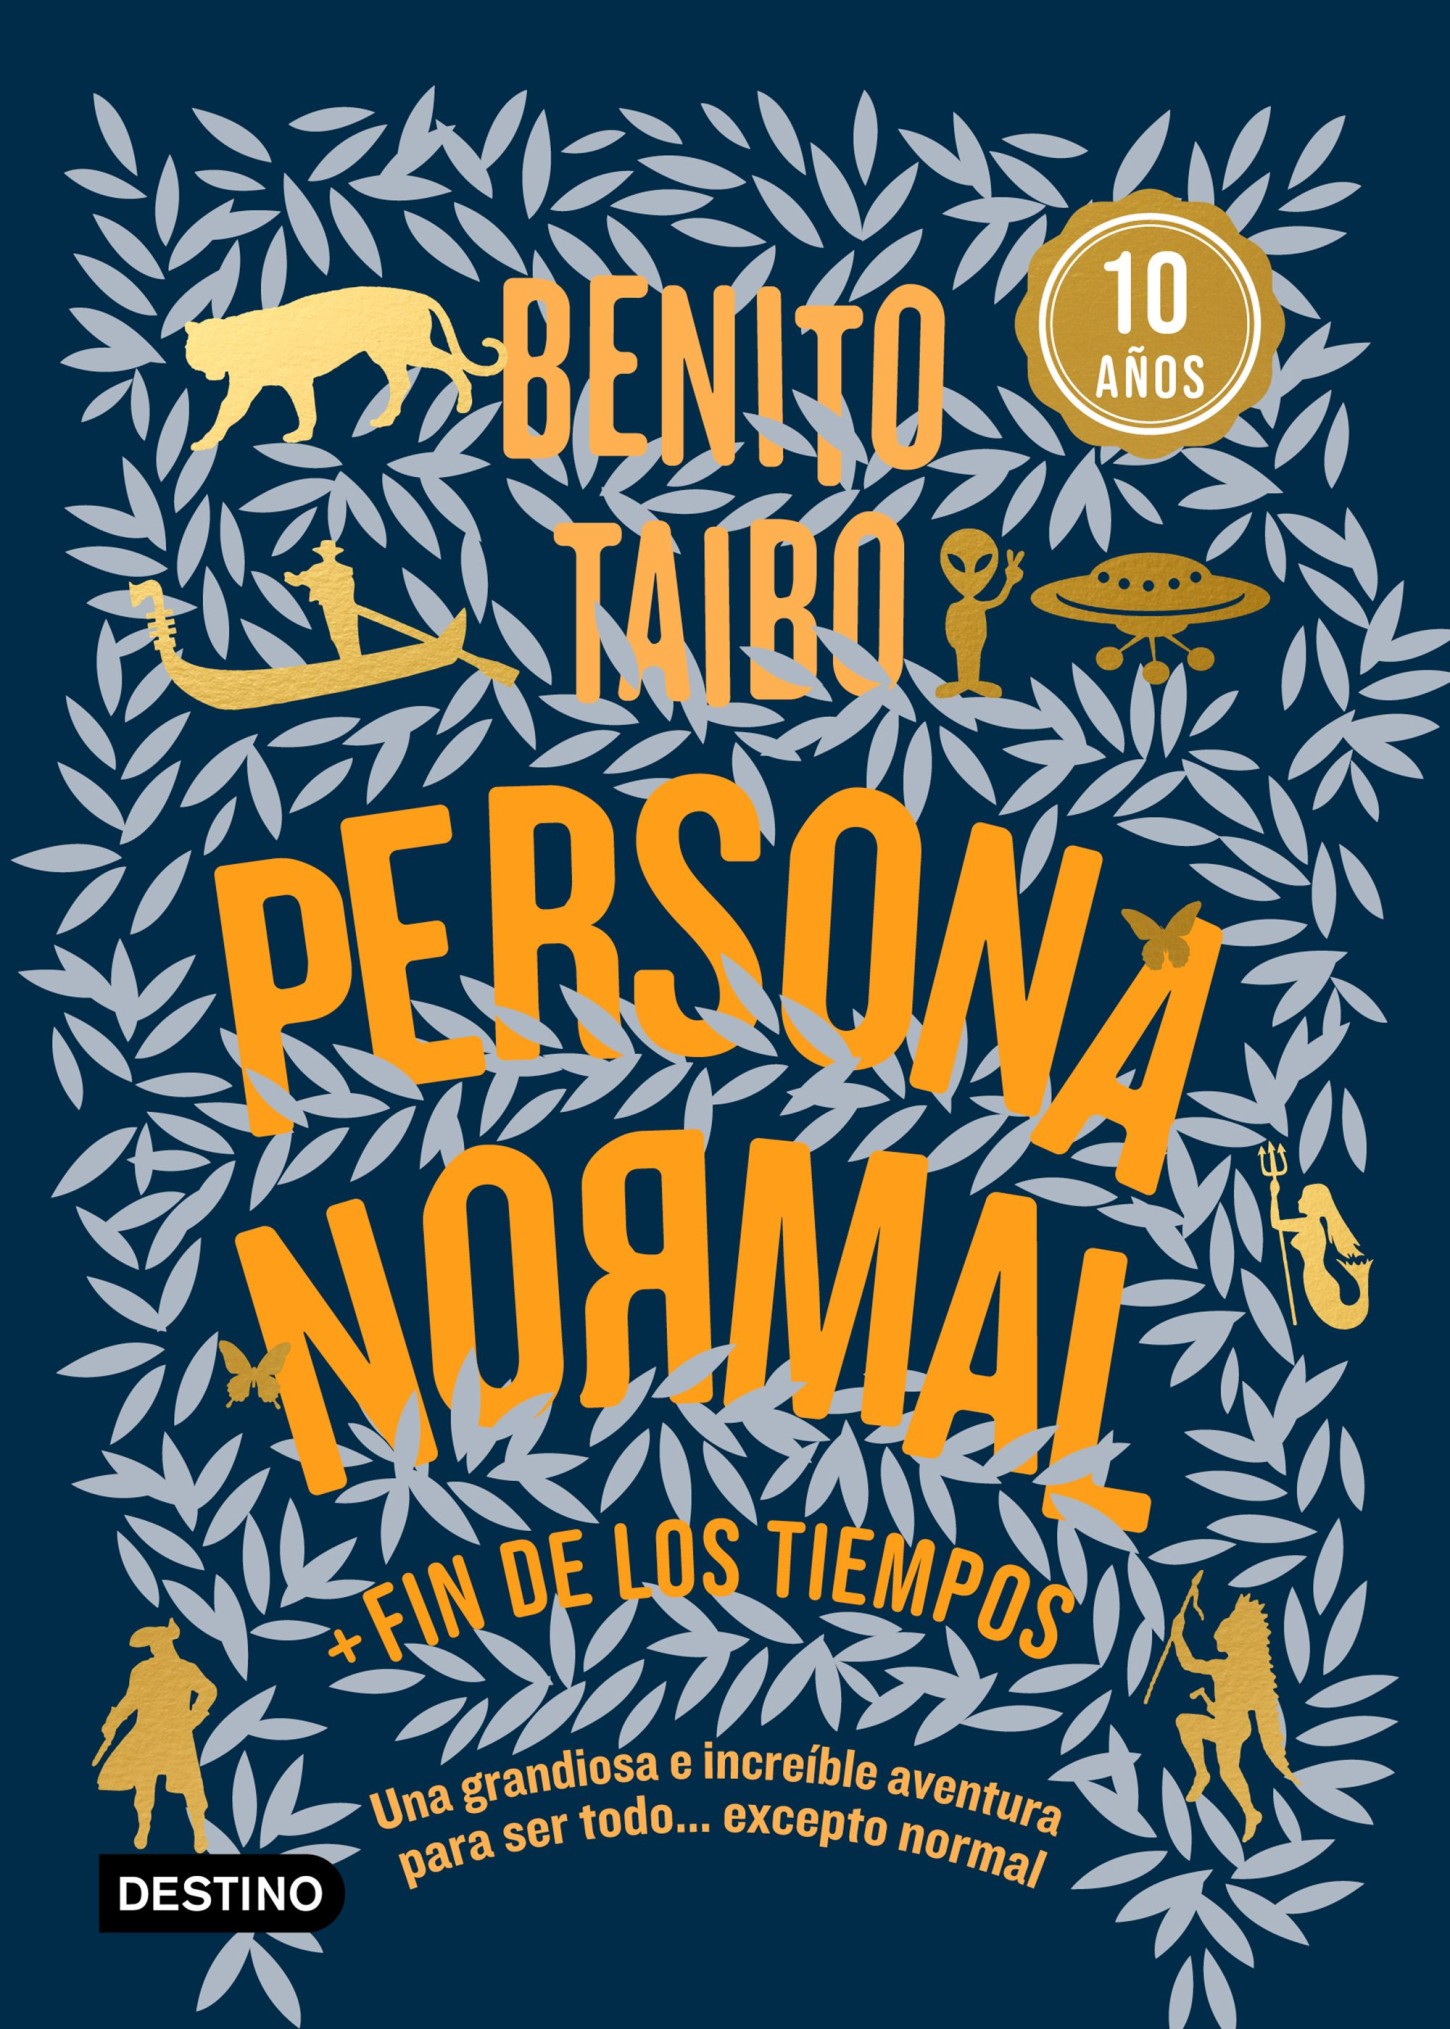 BENITO
10
AÑOS
TAIBO
PERSONA
NORMAL
+ FIN DE LOS TIEMPOS
Una grandiosa e increíble aventura
para ser todo... excepto normal
DESTINO